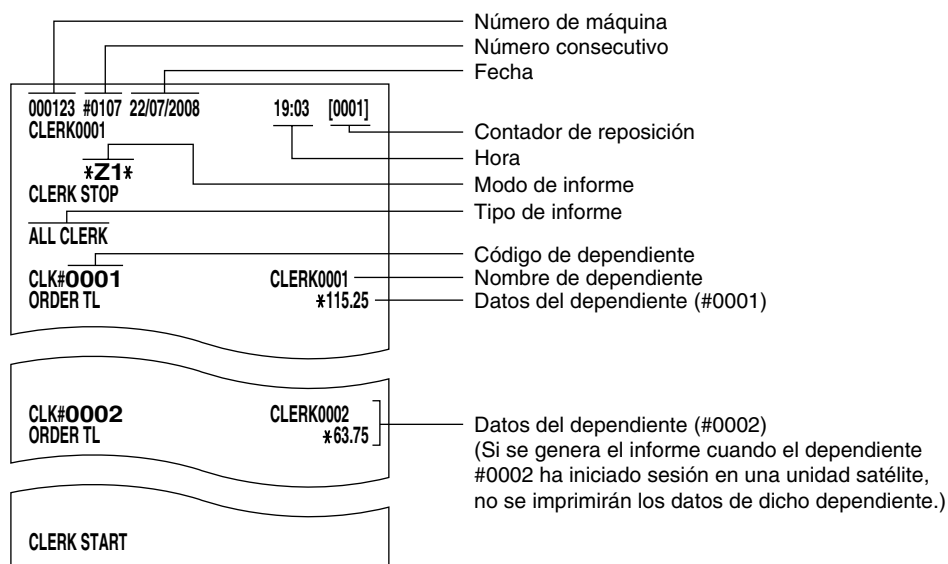 Número de máquina
Número consecutivo
Fecha
000123 #0107 22/07/2008 19:03 [0001]
CLERK0001
Contador de reposición
Hora
*Z1*
Modo de informe
CLERK STOP
Tipo de informe
ALL CLERK
Código de dependiente
CLK#0001 CLERK0001
Nombre de dependiente
ORDER TL *115.25
Datos del dependiente (#0001)
CLK#0002 CLERK0002
ORDER TL *63.75
Datos del dependiente (#0002)
(Si se genera el informe cuando el dependiente
#0002 ha iniciado sesión en una unidad satélite,
no se imprimirán los datos de dicho dependiente.)
CLERK START